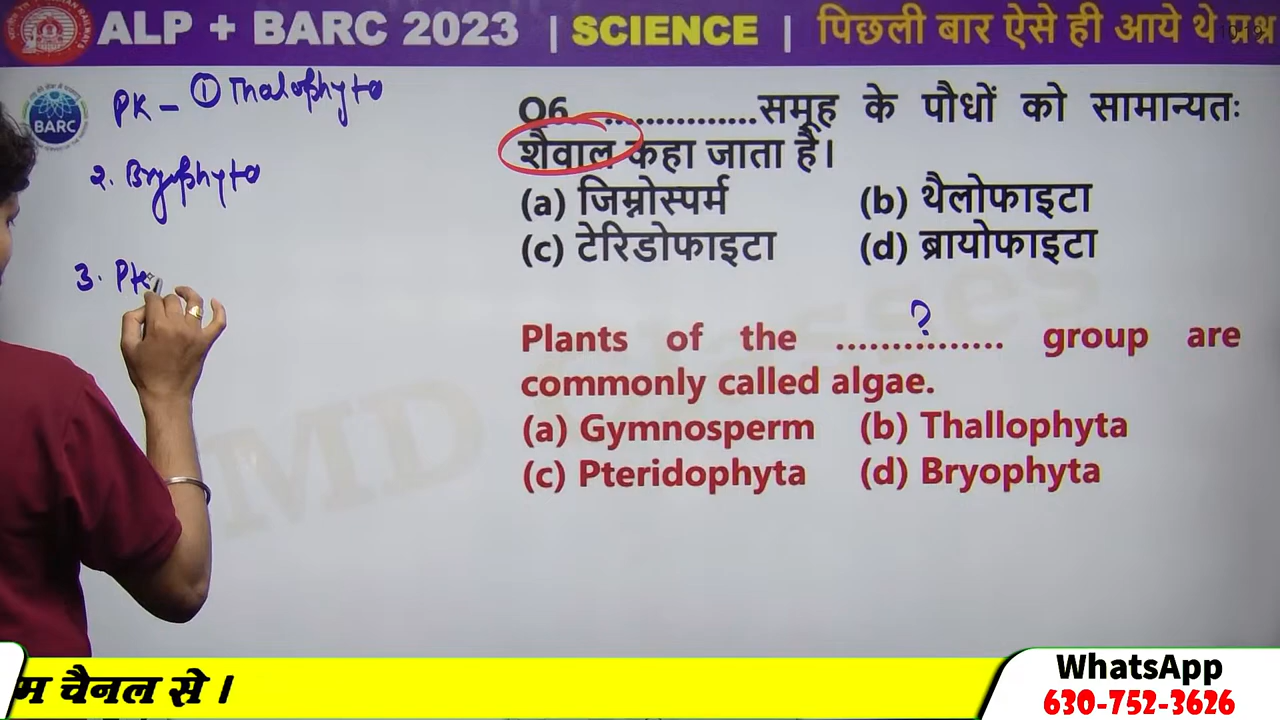 ALP + BARC 2023 | SCIENCE | पिछली बार ऐसे ही आये थे प्रश्न
BARC
PK - ① Thalophyta
2. Bryophyta
3. Pte
Q6. ...............समूह के पौधों को सामान्यतः
शैवाल कहा जाता है।
(a) जिम्नोस्पर्म (b) थैलोफाइटा
(c) टेरिडोफाइटा (d) ब्रायोफाइटा
?
Plants of the ............... group are
commonly called algae.
(a) Gymnosperm (b) Thallophyta
(c) Pteridophyta (d) Bryophyta
म चैनल से ।
WhatsApp
630-752-3626